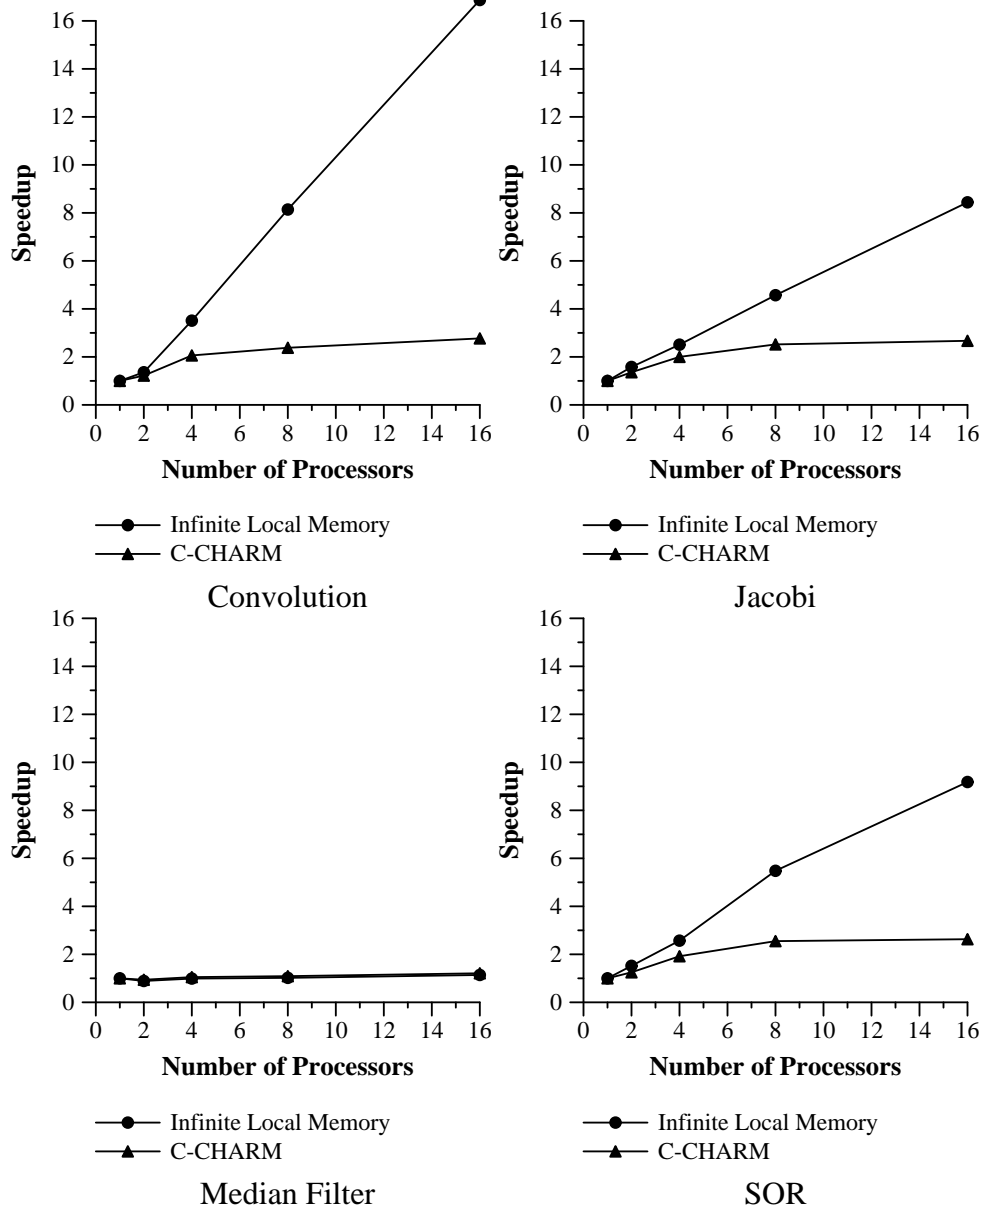 16
14
12
10
8
6
4
2
0
Speedup
0 2 4 6 8 10 12 14 16
Number of Processors
Infinite Local Memory
C-CHARM
Convolution
16
14
12
10
8
6
4
2
0
Speedup
0 2 4 6 8 10 12 14 16
Number of Processors
Infinite Local Memory
C-CHARM
Jacobi
16
14
12
10
8
6
4
2
0
Speedup
0 2 4 6 8 10 12 14 16
Number of Processors
Infinite Local Memory
C-CHARM
Median Filter
16
14
12
10
8
6
4
2
0
Speedup
0 2 4 6 8 10 12 14 16
Number of Processors
Infinite Local Memory
C-CHARM
SOR